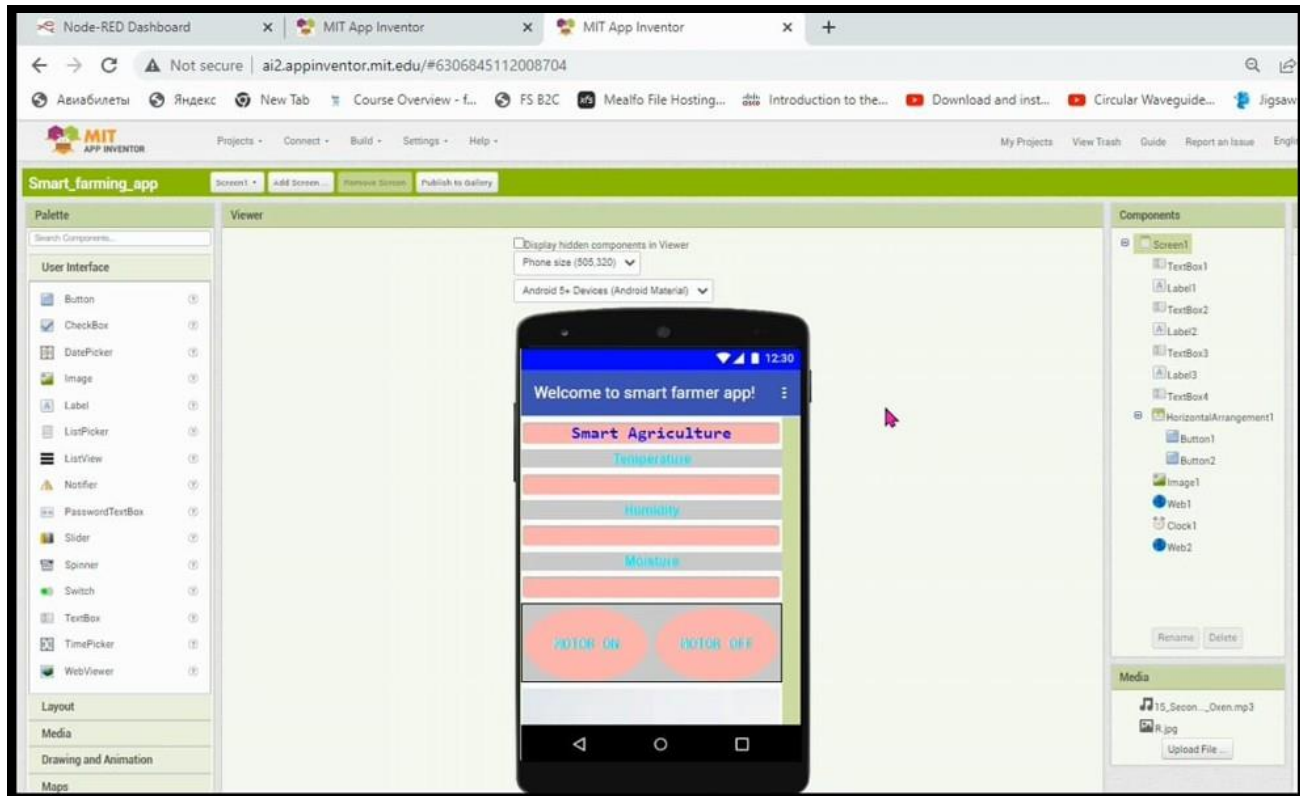 Node-RED Dashboard
MIT App Inventor
MIT App Inventor
Not secure | ai2.appinventor.mit.edu/#6306845112008704
Авиабилеты Яндекс New Tab Course Overview - f... FS B2C Mealfo File Hosting... Introduction to the... Download and inst... Circular Waveguide... Jigsaw
MIT
APP INVENTOR
Projects Connect Build Settings Help
My Projects View Trash Guide Report an Issue
Smart_farming_app
Screen1 Add Screen ... Remove Screen Publish to Gallery
Palette
Search Components...
User Interface
Button
CheckBox
DatePicker
Image
Label
ListPicker
ListView
Notifier
PasswordTextBox
Slider
Spinner
Switch
TextBox
TimePicker
WebViewer
Layout
Media
Drawing and Animation
Maps
Viewer
Display hidden components in Viewer
Phone size (505,320)
Android 5+ Devices (Android Material)
12:30
Welcome to smart farmer app!
Smart Agriculture
Temperature
Humidity
Moisture
MOTOR ON
MOTOR OFF
Components
Screen1
TextBox1
Label1
TextBox2
Label2
TextBox3
Label3
TextBox4
HorizontalArrangement1
Button1
Button2
Image1
Web1
Clock1
Web2
Rename Delete
Media
15_Secon..._Oxen.mp3
R.jpg
Upload File ...